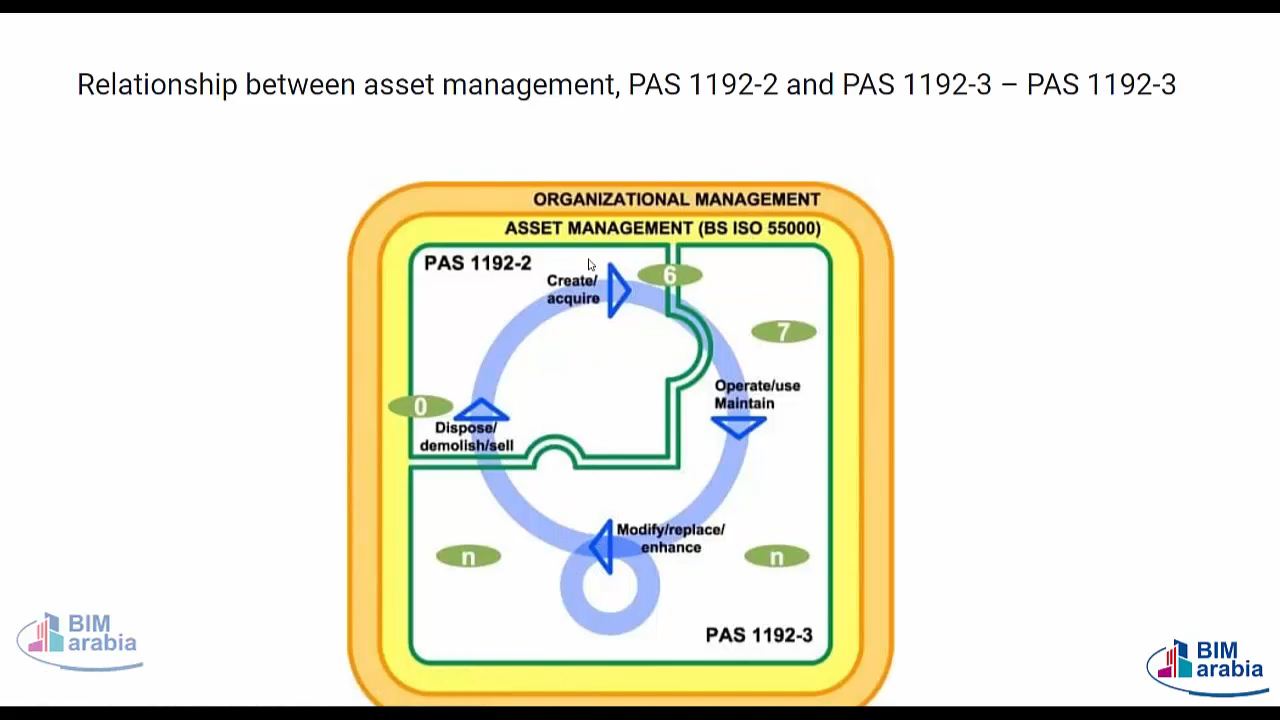 Relationship between asset management, PAS 1192-2 and PAS 1192-3 – PAS 1192-3
ORGANIZATIONAL MANAGEMENT
ASSET MANAGEMENT (BS ISO 55000)
PAS 1192-2
Create/
acquire
6
7
Operate/use
Maintain
0
Dispose/
demolish/sell
Modify/replace/
enhance
n
n
PAS 1192-3
BIM
arabia
BIM
arabia